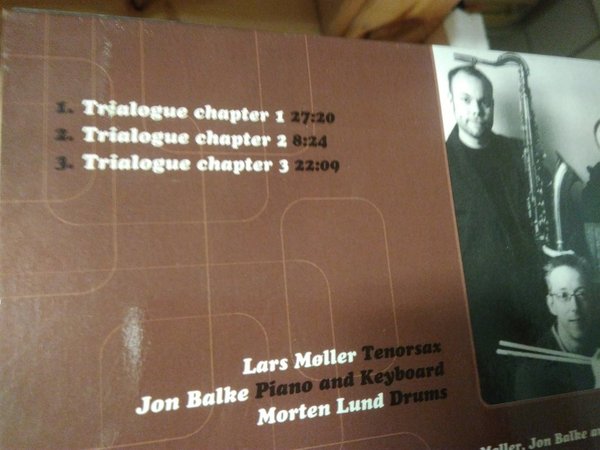 1. Trialogue chapter 1 27:20
2. Trialogue chapter 2 8:24
3. Trialogue chapter 3 22:09
Lars Møller Tenorsax
Jon Balke Piano and Keyboard
Morten Lund Drums
Møller, Jon Balke a